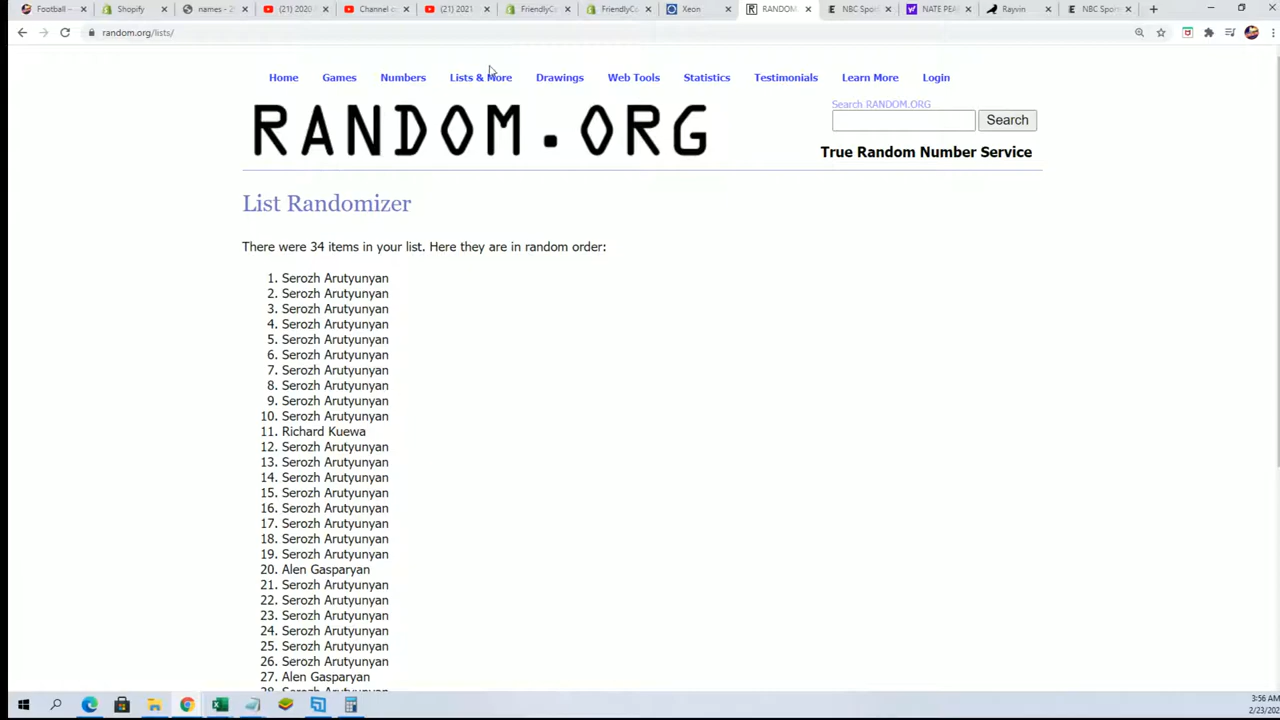 Football —
Shopify
names - 2
(21) 2020
Channel c
(21) 2021
FriendlyCo
FriendlyCo
Xeon
RANDOM.
NBC Spo
NATE PEA
Rayvin
NBC Spo
random.org/lists/
Home Games Numbers Lists & More Drawings Web Tools Statistics Testimonials Learn More Login
RANDOM.ORG
Search RANDOM.ORG
Search
True Random Number Service
List Randomizer
There were 34 items in your list. Here they are in random order:
1. Serozh Arutyunyan
2. Serozh Arutyunyan
3. Serozh Arutyunyan
4. Serozh Arutyunyan
5. Serozh Arutyunyan
6. Serozh Arutyunyan
7. Serozh Arutyunyan
8. Serozh Arutyunyan
9. Serozh Arutyunyan
10. Serozh Arutyunyan
11. Richard Kuewa
12. Serozh Arutyunyan
13. Serozh Arutyunyan
14. Serozh Arutyunyan
15. Serozh Arutyunyan
16. Serozh Arutyunyan
17. Serozh Arutyunyan
18. Serozh Arutyunyan
19. Serozh Arutyunyan
20. Alen Gasparyan
21. Serozh Arutyunyan
22. Serozh Arutyunyan
23. Serozh Arutyunyan
24. Serozh Arutyunyan
25. Serozh Arutyunyan
26. Serozh Arutyunyan
27. Alen Gasparyan
28. Serozh Arutyunyan
3:56 AM
2/23/202